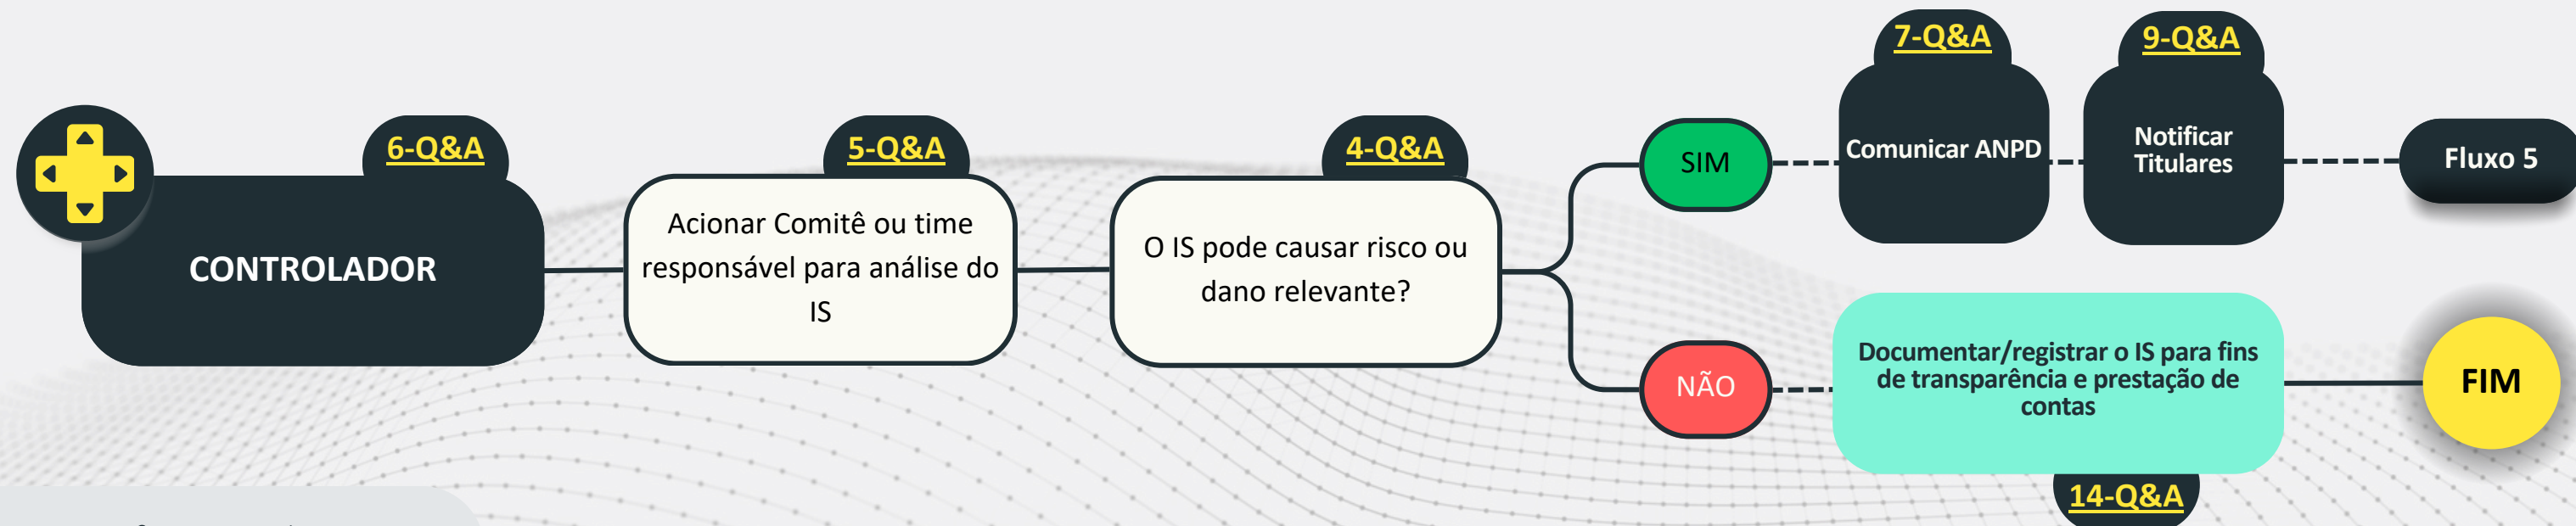 6-Q&A
CONTROLADOR
5-Q&A
Acionar Comitê ou time
responsável para análise do
IS
4-Q&A
O IS pode causar risco ou
dano relevante?
SIM
7-Q&A
Comunicar ANPD
9-Q&A
Notificar
Titulares
Fluxo 5
NÃO
Documentar/registrar o IS para fins
de transparência e prestação de
contas
14-Q&A
FIM